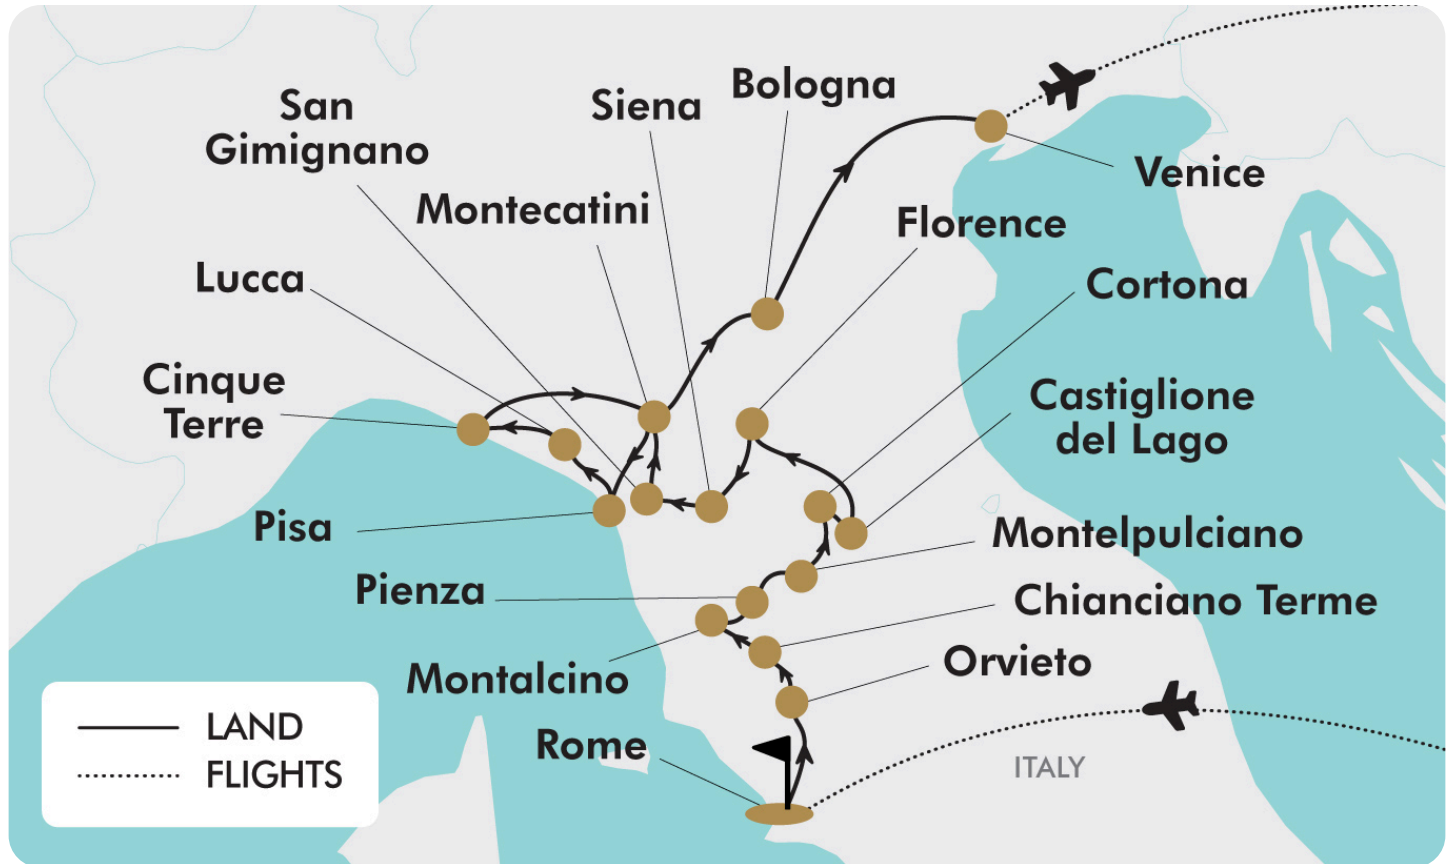 San
Gimignano
Siena
Bologna
Venice
Montecatini
Florence
Lucca
Cortona
Cinque
Terre
Castiglione
del Lago
Pisa
Montelpulciano
Pienza
Chianciano Terme
Montalcino
Orvieto
Rome
ITALY
LAND
FLIGHTS